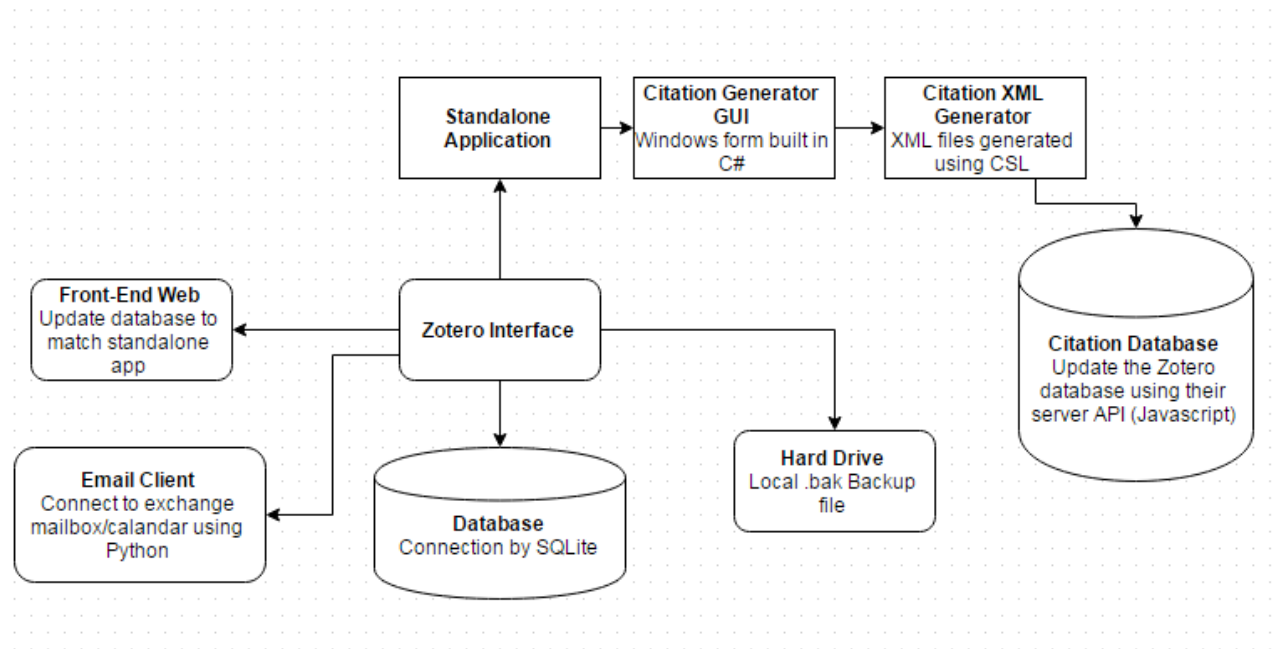 Standalone
Application
Citation Generator
GUI
Windows form built in
C#
Citation XML
Generator
XML files generated
using CSL
Front-End Web
Update database to
match standalone
app
Zotero Interface
Citation Database
Update the Zotero
database using their
server API (Javascript)
Email Client
Connect to exchange
mailbox/calandar using
Python
Database
Connection by SQLite
Hard Drive
Local .bak Backup
file